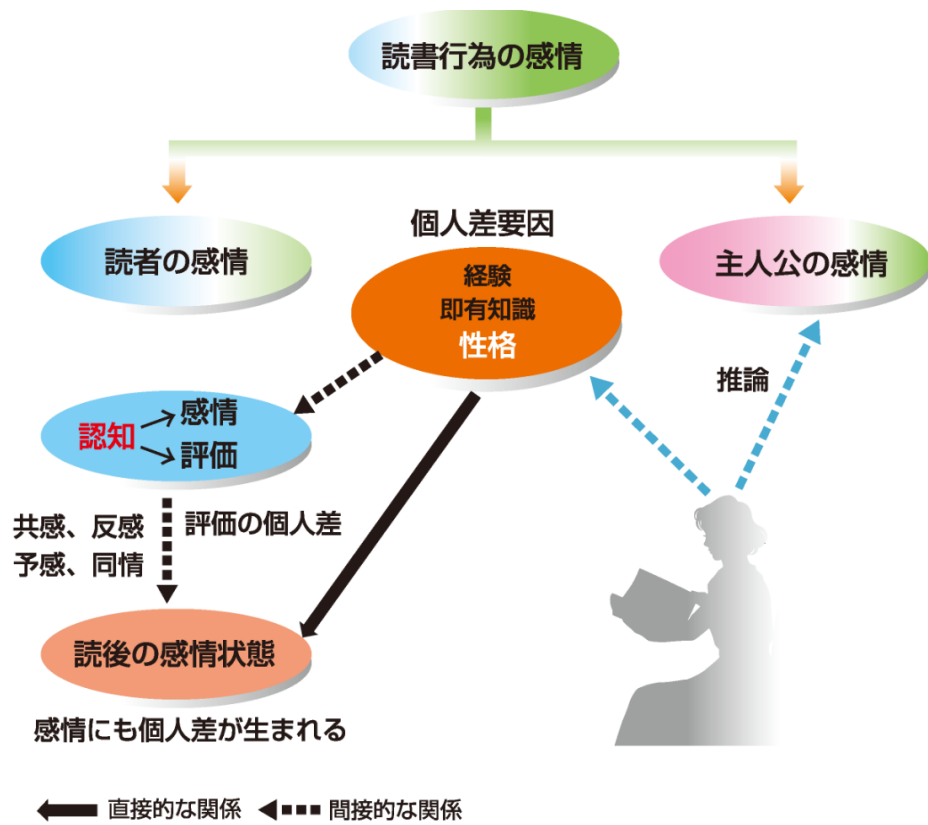 読書行為の感情
読者の感情
個人差要因
経験
即有知識
性格
主人公の感情
推論
認知
感情
評価
共感、反感
予感、同情
評価の個人差
読後の感情状態
感情にも個人差が生まれる
直接的な関係 間接的な関係